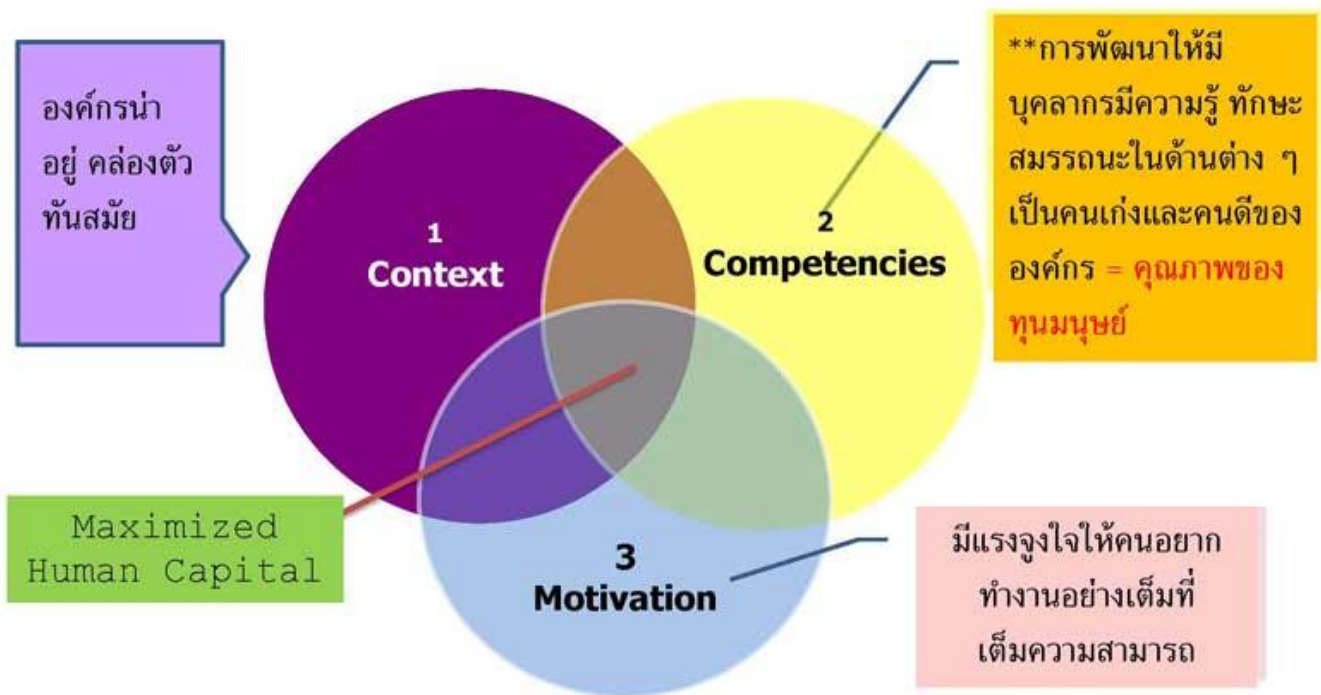 องค์กรน่า
อยู่ คล่องตัว
ทันสมัย
1
Context
2
Competencies
**การพัฒนาให้มี
บุคลากรมีความรู้ ทักษะ
สมรรถนะในด้านต่าง ๆ
เป็นคนเก่งและคนดีของ
องค์กร = คุณภาพของ
ทุนมนุษย์
Maximized
Human Capital
3
Motivation
มีแรงจูงใจให้คนอยาก
ทำงานอย่างเต็มที่
เต็มความสามารถ